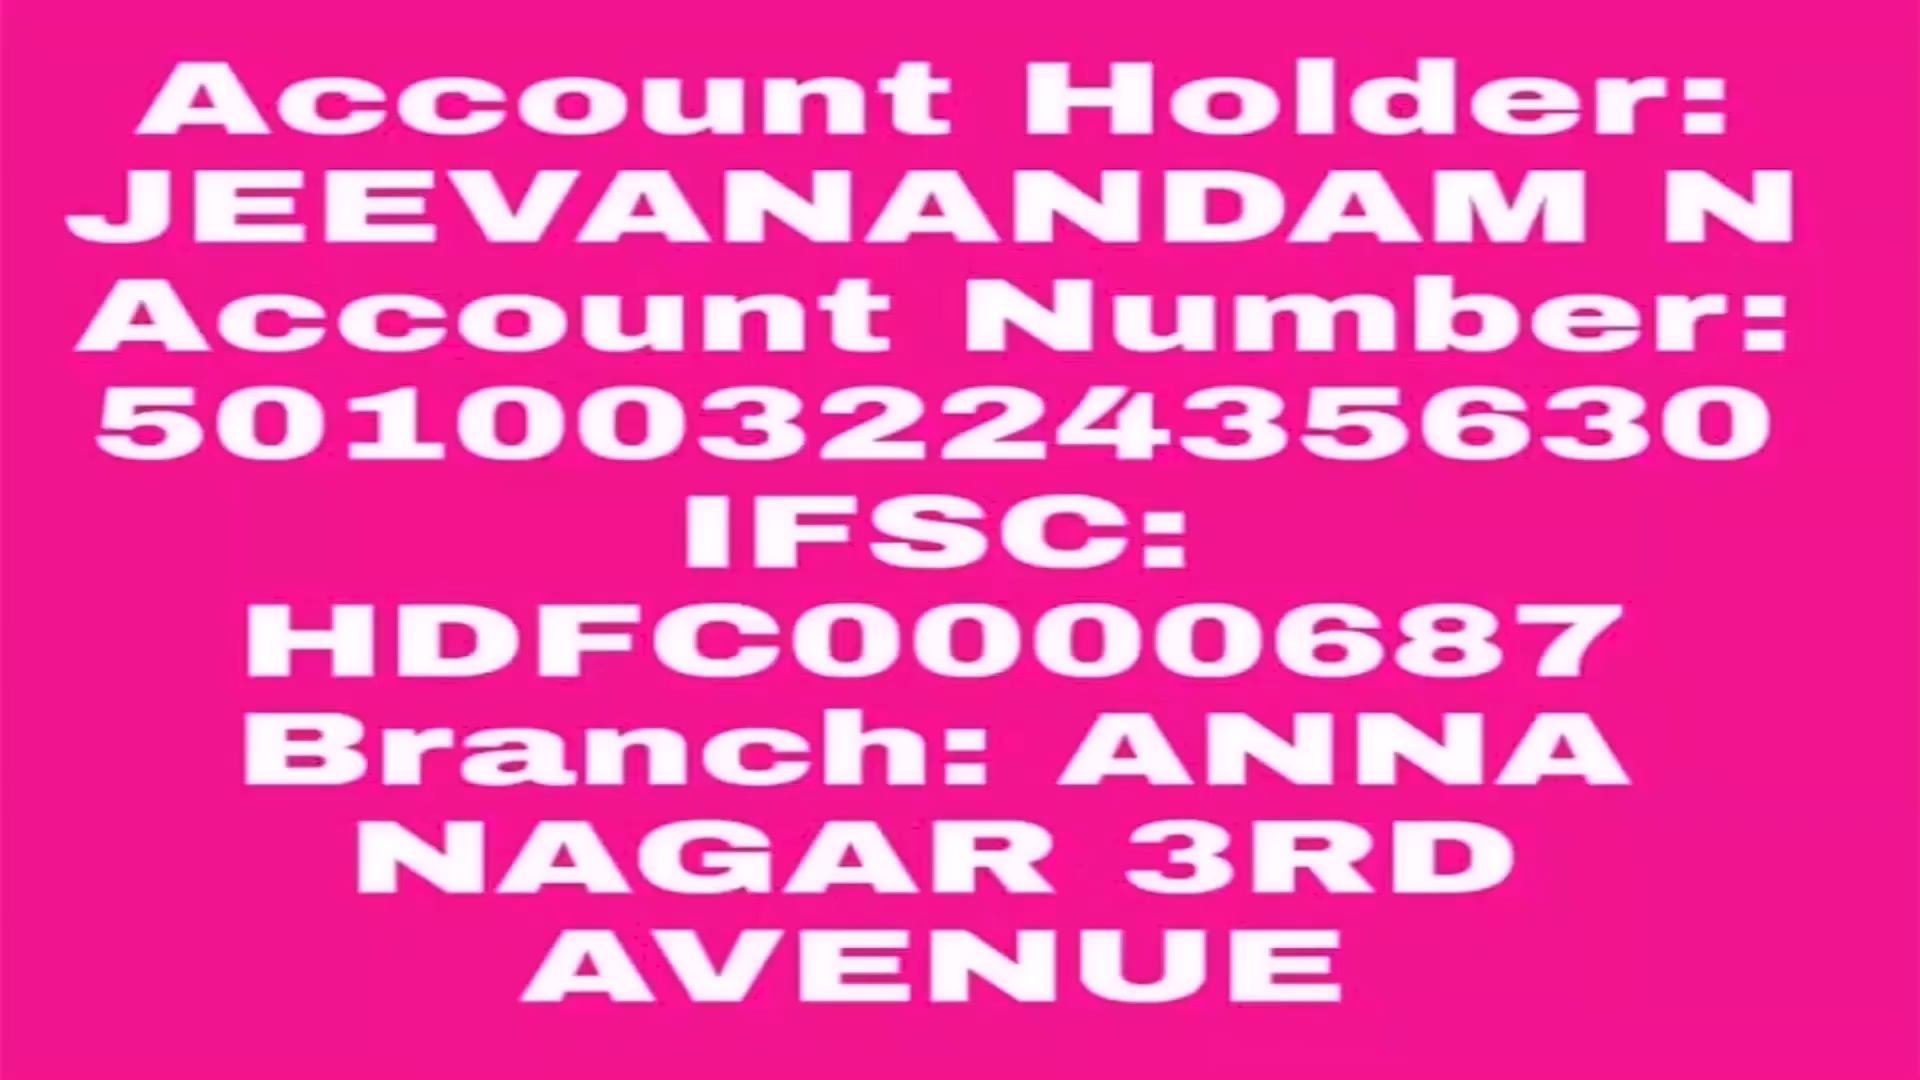 Account Holder:
JEEVANANDAM N
Account Number:
50100322435630
IFSC:
HDFC0000687
Branch: ANNA
NAGAR 3RD
AVENUE